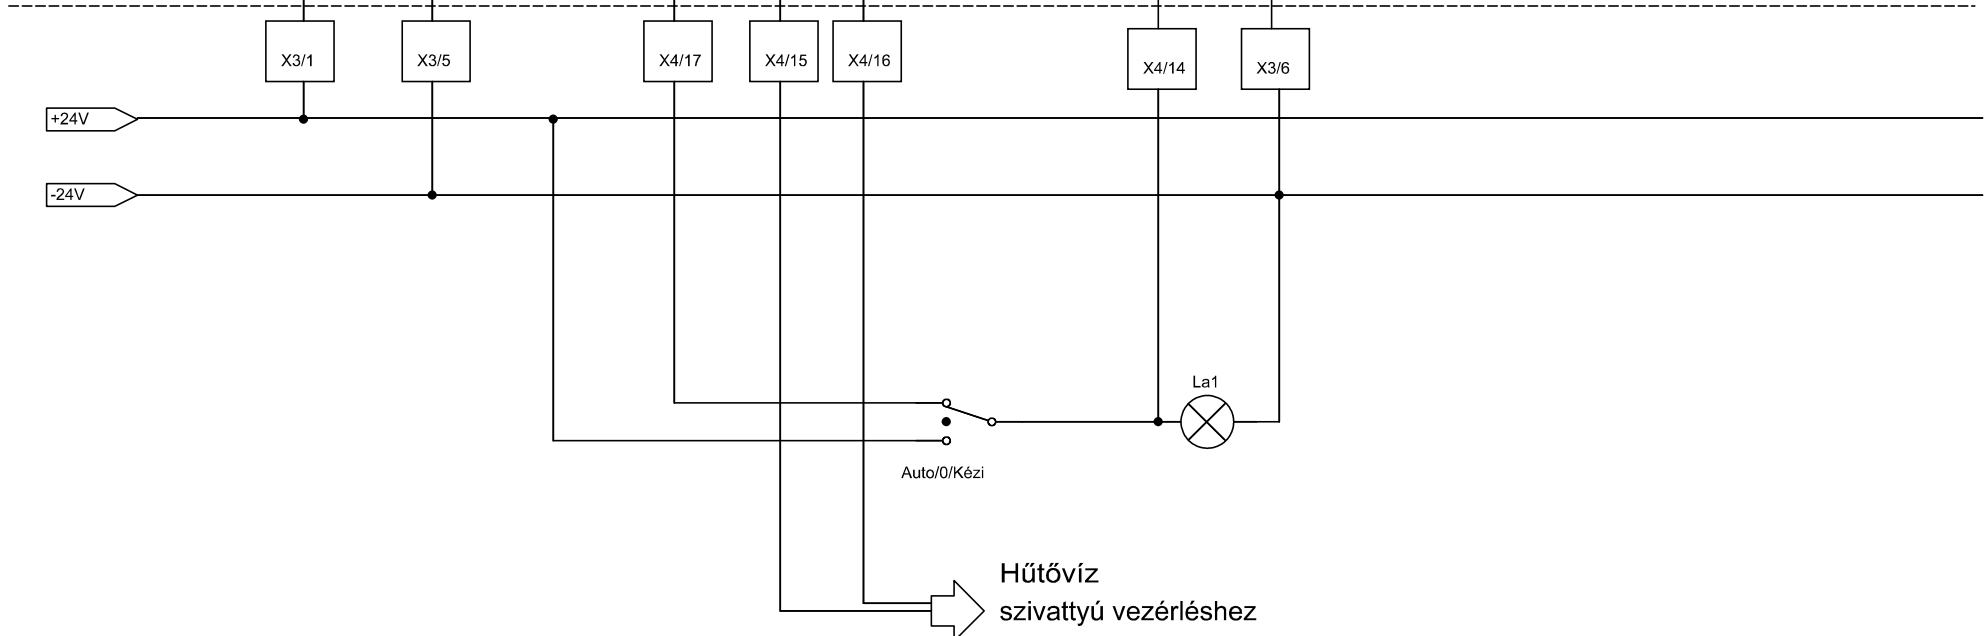 X3/1
X3/5
X4/17
X4/15
X4/16
X4/14
X3/6
+24V
-24V
La1
Auto/0/Kézi
Hűtővíz
szivattyú vezérléshez